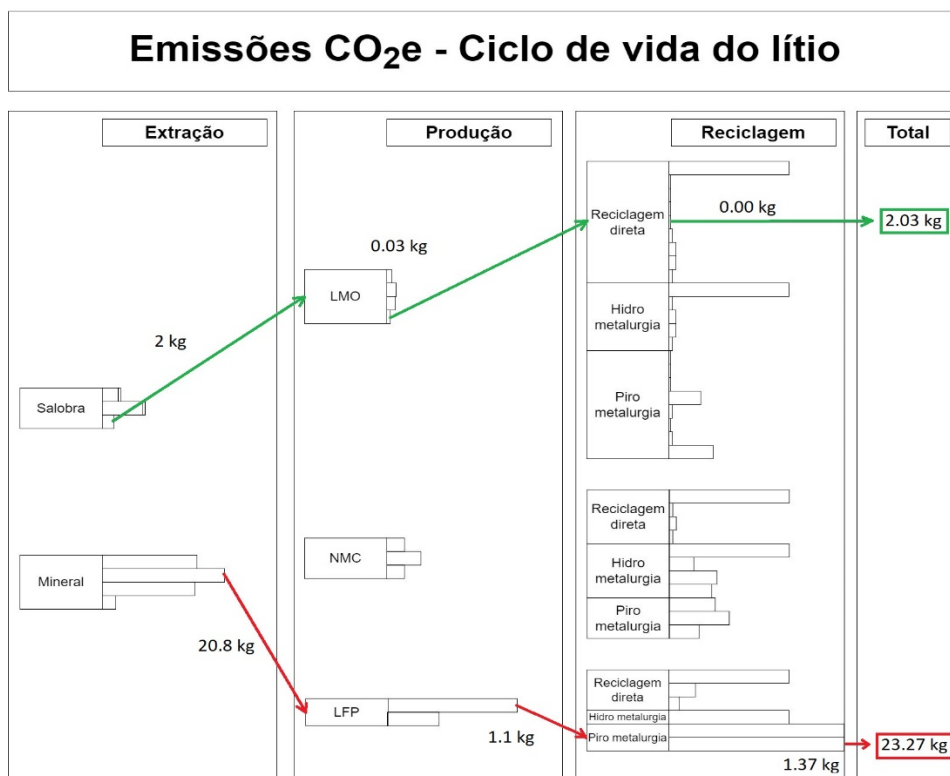 Emissões CO2e - Ciclo de vida do lítio
Extração
Produção
Reciclagem
Total
Salobra
Mineral
2 kg
20.8 kg
LMO
NMC
LFP
0.03 kg
1.1 kg
Reciclagem
direta
Hidro
metalurgia
Piro
metalurgia
Reciclagem
direta
Hidro
metalurgia
Piro
metalurgia
Reciclagem
direta
Hidro metalurgia
Piro metalurgia
0.00 kg
1.37 kg
2.03 kg
23.27 kg